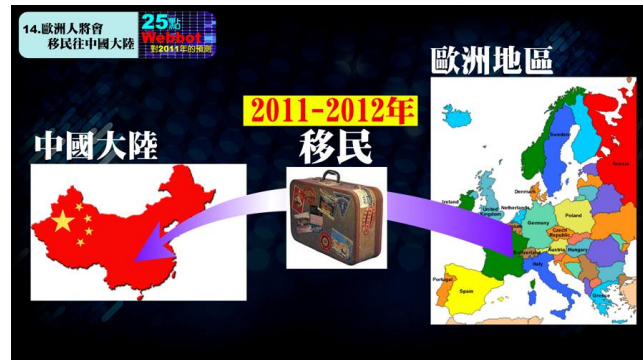 14.歐洲人將會
移民往中國大陸
25點
Webbot
對2011年的預測
歐洲地區
2011-2012年
移民
中國大陸
Sweden
Russia
Ireland
United
Kingdom
Denmark
Netherlands
Germany
Poland
Czech
Republic
Austria
Hungary
Switzerland
Italy
Portugal
Spain
Greece